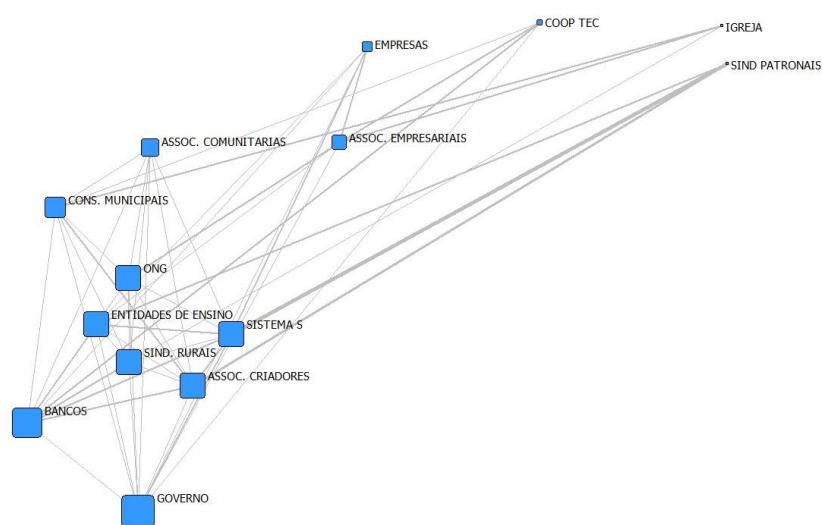 COOP TEC
IGREJA
EMPRESAS
SIND PATRONAIS
ASSOC. COMUNITARIAS
ASSOC. EMPRESARIAIS
CONS. MUNICIPAIS
ONG
ENTIDADES DE ENSINO
SISTEMA S
SIND. RURAIS
ASSOC. CRIADORES
BANCOS
GOVERNO